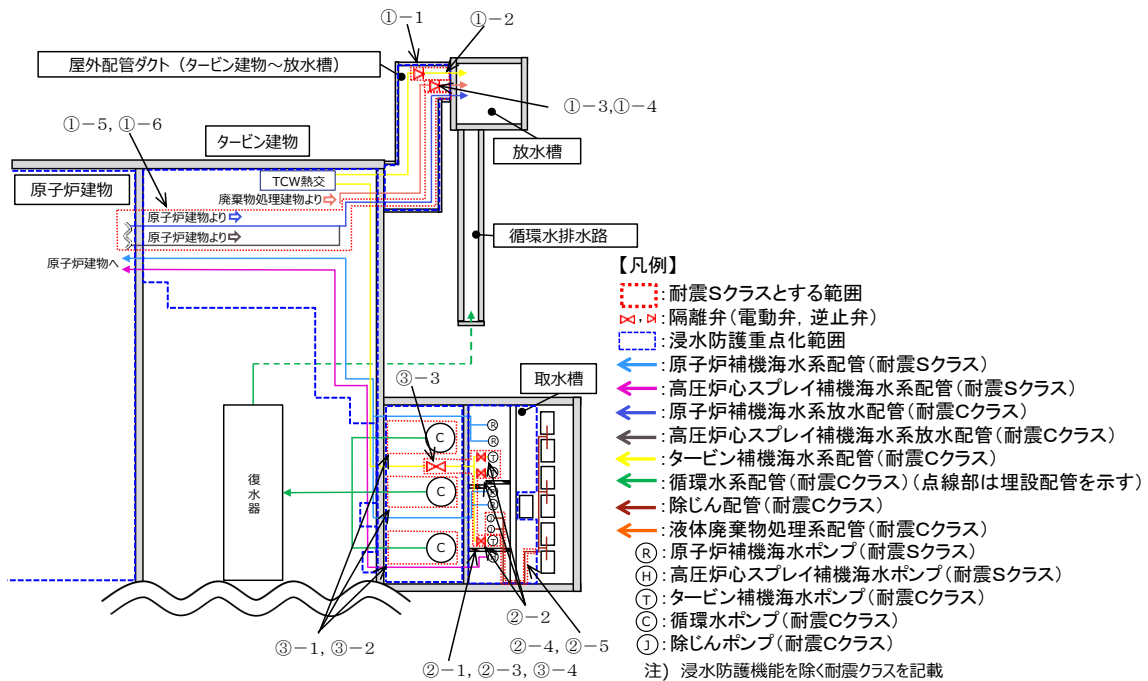 ①-1
①-2
屋外配管ダクト（タービン建物～放水槽）
①-3,①-4
①-5, ①-6
タービン建物
放水槽
原子炉建物
TCW熱交
廃棄物処理建物より
原子炉建物より
原子炉建物より
循環水排水路
原子炉建物へ
【凡例】
:耐震Sクラスとする範囲
, :隔離弁(電動弁, 逆止弁)
:浸水防護重点化範囲
:原子炉補機海水系配管(耐震Sクラス)
取水槽
③-3
:高圧炉心スプレイ補機海水系配管(耐震Sクラス)
:原子炉補機海水系放水配管(耐震Cクラス)
:高圧炉心スプレイ補機海水系放水配管(耐震Cクラス)
:タービン補機海水系配管(耐震Cクラス)
:循環水系配管(耐震Cクラス)(点線部は埋設配管を示す)
:除じん配管(耐震Cクラス)
:液体廃棄物処理系配管(耐震Cクラス)
Ⓡ:原子炉補機海水ポンプ(耐震Sクラス)
Ⓗ:高圧炉心スプレイ補機海水ポンプ(耐震Sクラス)
Ⓣ:タービン補機海水ポンプ(耐震Cクラス)
Ⓒ:循環水ポンプ(耐震Cクラス)
Ⓙ:除じんポンプ(耐震Cクラス)
注) 浸水防護機能を除く耐震クラスを記載
復水器
C
C
C
R
R
T
T
②-2
③-1, ③-2
②-4, ②-5
②-1, ②-3, ③-4